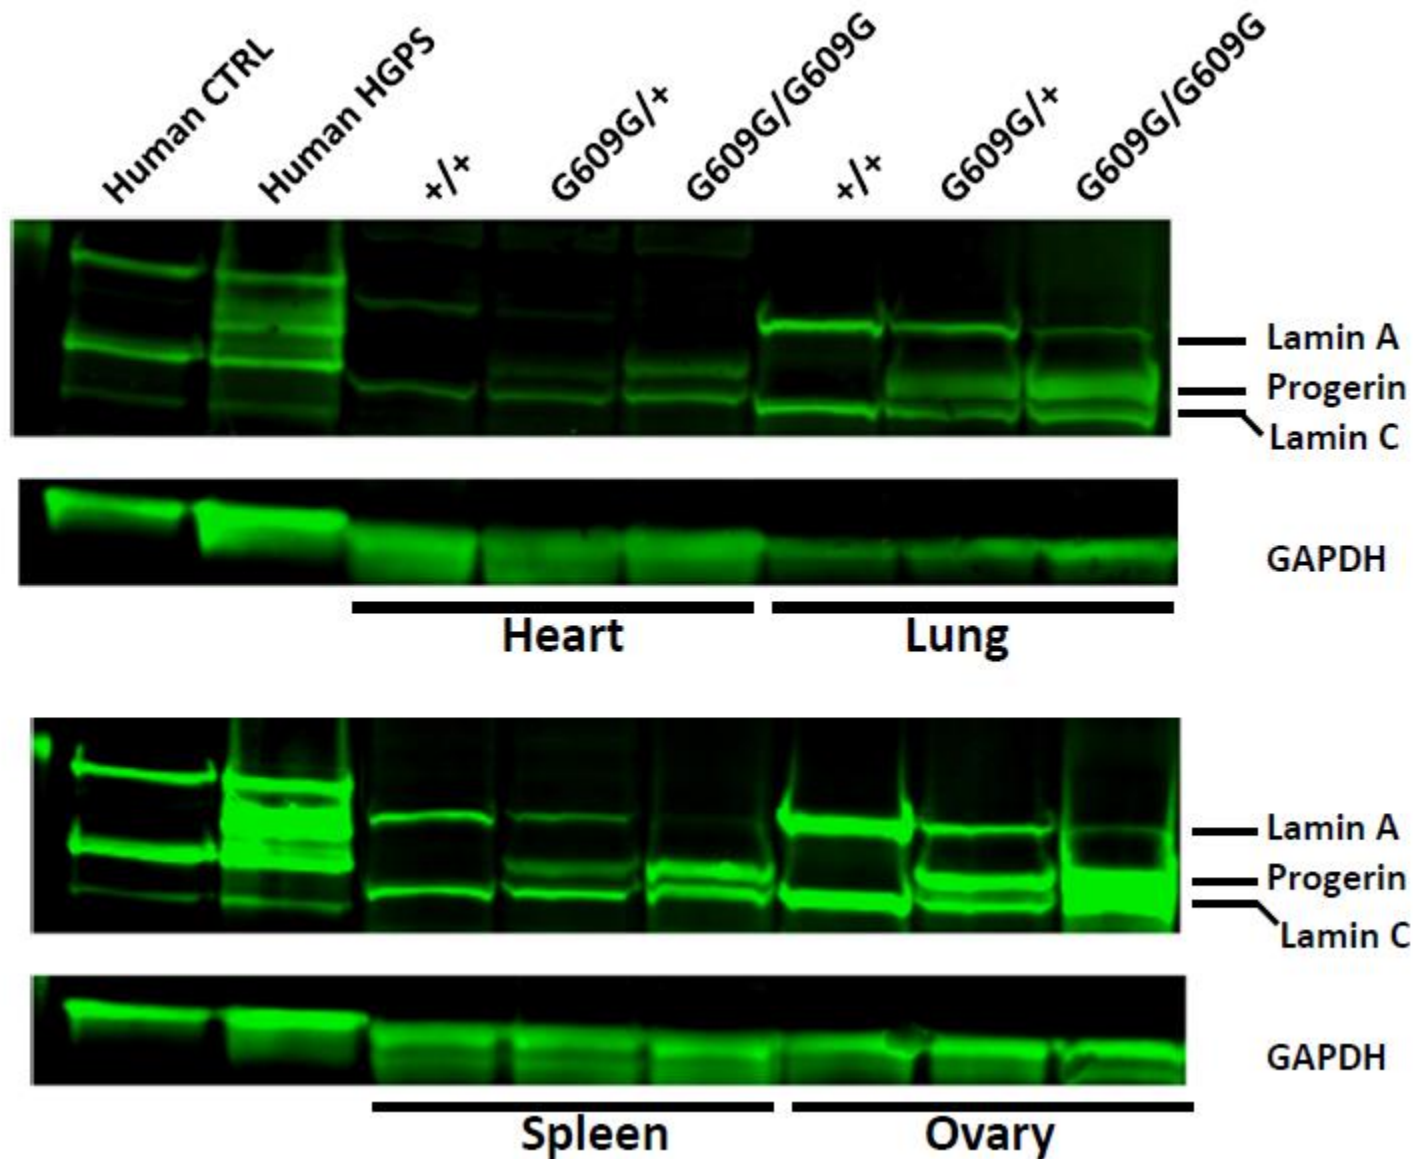 Human CTRL
Human HGPS
+/+
G609G/+
G609G/G609G
+/+
G609G/+
G609G/G609G
Lamin A
Progerin
Lamin C
GAPDH
Heart
Lung
Lamin A
Progerin
Lamin C
GAPDH
Spleen
Ovary